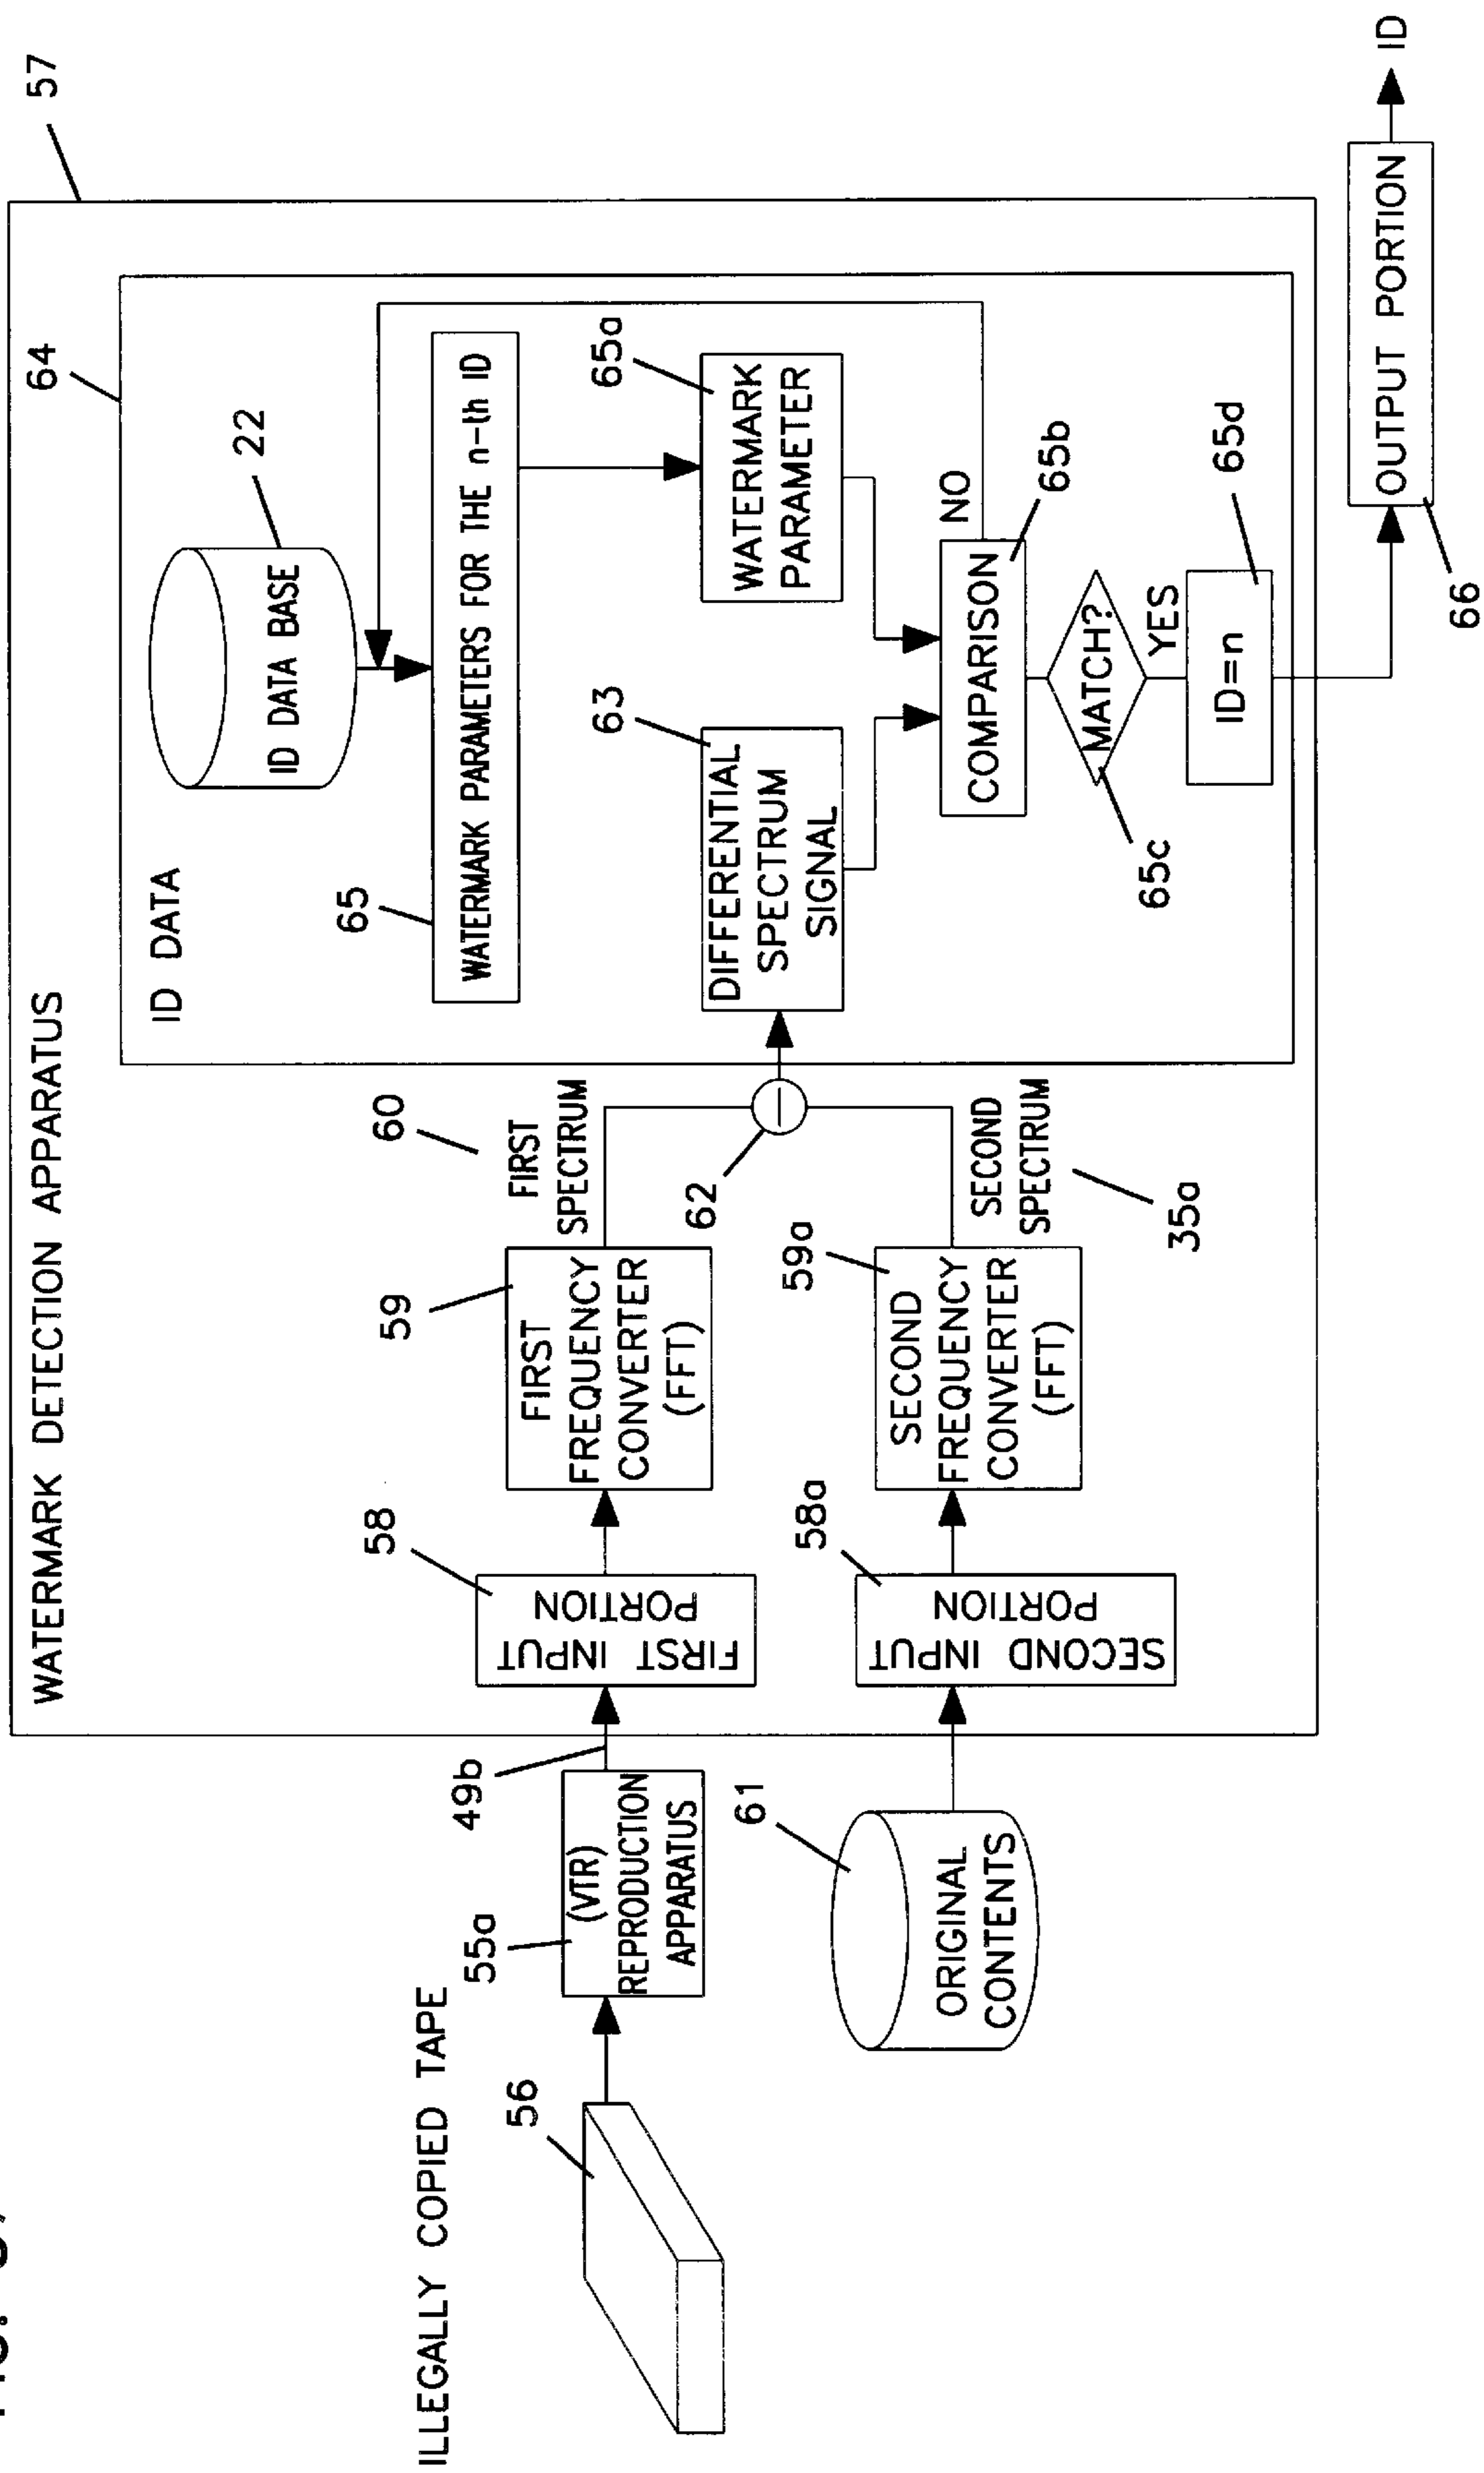 WATERMARK DETECTION APPARATUS
57
64
ID DATA
22
ID DATA BASE
65
WATERMARK PARAMETERS FOR THE n-th ID
65a
WATERMARK
PARAMETER
63
DIFFERENTIAL
SPECTRUM
SIGNAL
NO
COMPARISON
65b
MATCH?
65c
YES
ID=n
65d
OUTPUT PORTION
66
ID
60
FIRST
SPECTRUM
62
SECOND
SPECTRUM
35a
59
FIRST
FREQUENCY
CONVERTER
(FFT)
59a
SECOND
FREQUENCY
CONVERTER
(FFT)
58
FIRST INPUT
PORTION
58a
SECOND INPUT
PORTION
49b
55a
(VTR)
REPRODUCTION
APPARATUS
61
ORIGINAL
CONTENTS
ILLEGALLY COPIED TAPE
56